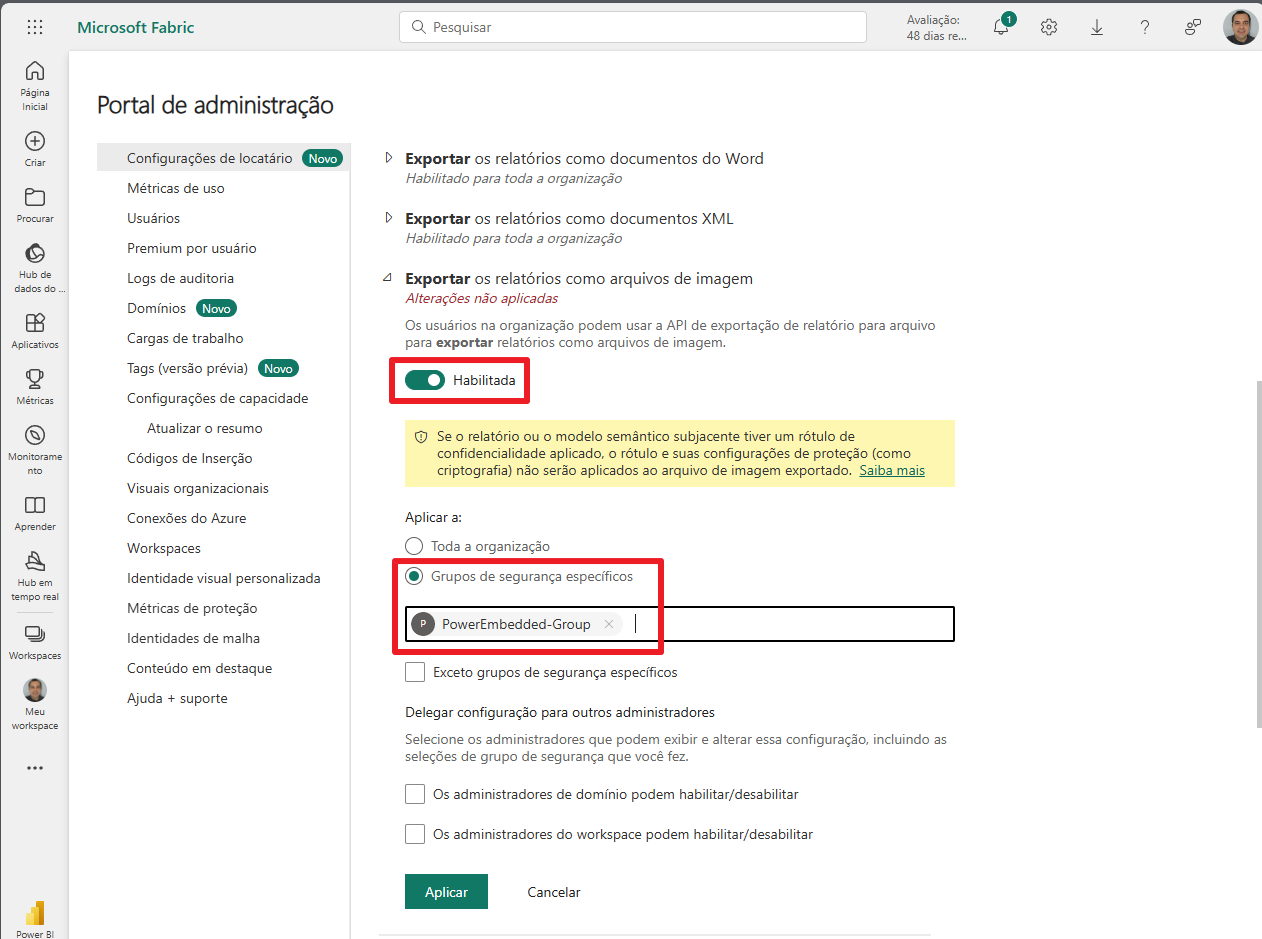 Microsoft Fabric
Pesquisar
Avaliação:
48 dias re...
1
Página
Inicial
Criar
Procurar
Hub de
dados do ...
Aplicativos
Métricas
Monitorame
nto
Aprender
Hub em
tempo real
Workspaces
Meu
workspace
Power BI
Portal de administração
Configurações de locatário Novo
Métricas de uso
Usuários
Premium por usuário
Logs de auditoria
Domínios Novo
Cargas de trabalho
Tags (versão prévia) Novo
Configurações de capacidade
Atualizar o resumo
Códigos de Inserção
Visuais organizacionais
Conexões do Azure
Workspaces
Identidade visual personalizada
Métricas de proteção
Identidades de malha
Conteúdo em destaque
Ajuda + suporte
Exportar os relatórios como documentos do Word
Habilitado para toda a organização
Exportar os relatórios como documentos XML
Habilitado para toda a organização
Exportar os relatórios como arquivos de imagem
Alterações não aplicadas
Os usuários na organização podem usar a API de exportação de relatório para arquivo
para exportar relatórios como arquivos de imagem.
Habilitada
Se o relatório ou o modelo semântico subjacente tiver um rótulo de
confidencialidade aplicado, o rótulo e suas configurações de proteção (como
criptografia) não serão aplicados ao arquivo de imagem exportado. Saiba mais
Aplicar a:
Toda a organização
Grupos de segurança específicos
P PowerEmbedded-Group
Exceto grupos de segurança específicos
Delegar configuração para outros administradores
Selecione os administradores que podem exibir e alterar essa configuração, incluindo as
seleções de grupo de segurança que você fez.
Os administradores de domínio podem habilitar/desabilitar
Os administradores do workspace podem habilitar/desabilitar
Aplicar Cancelar